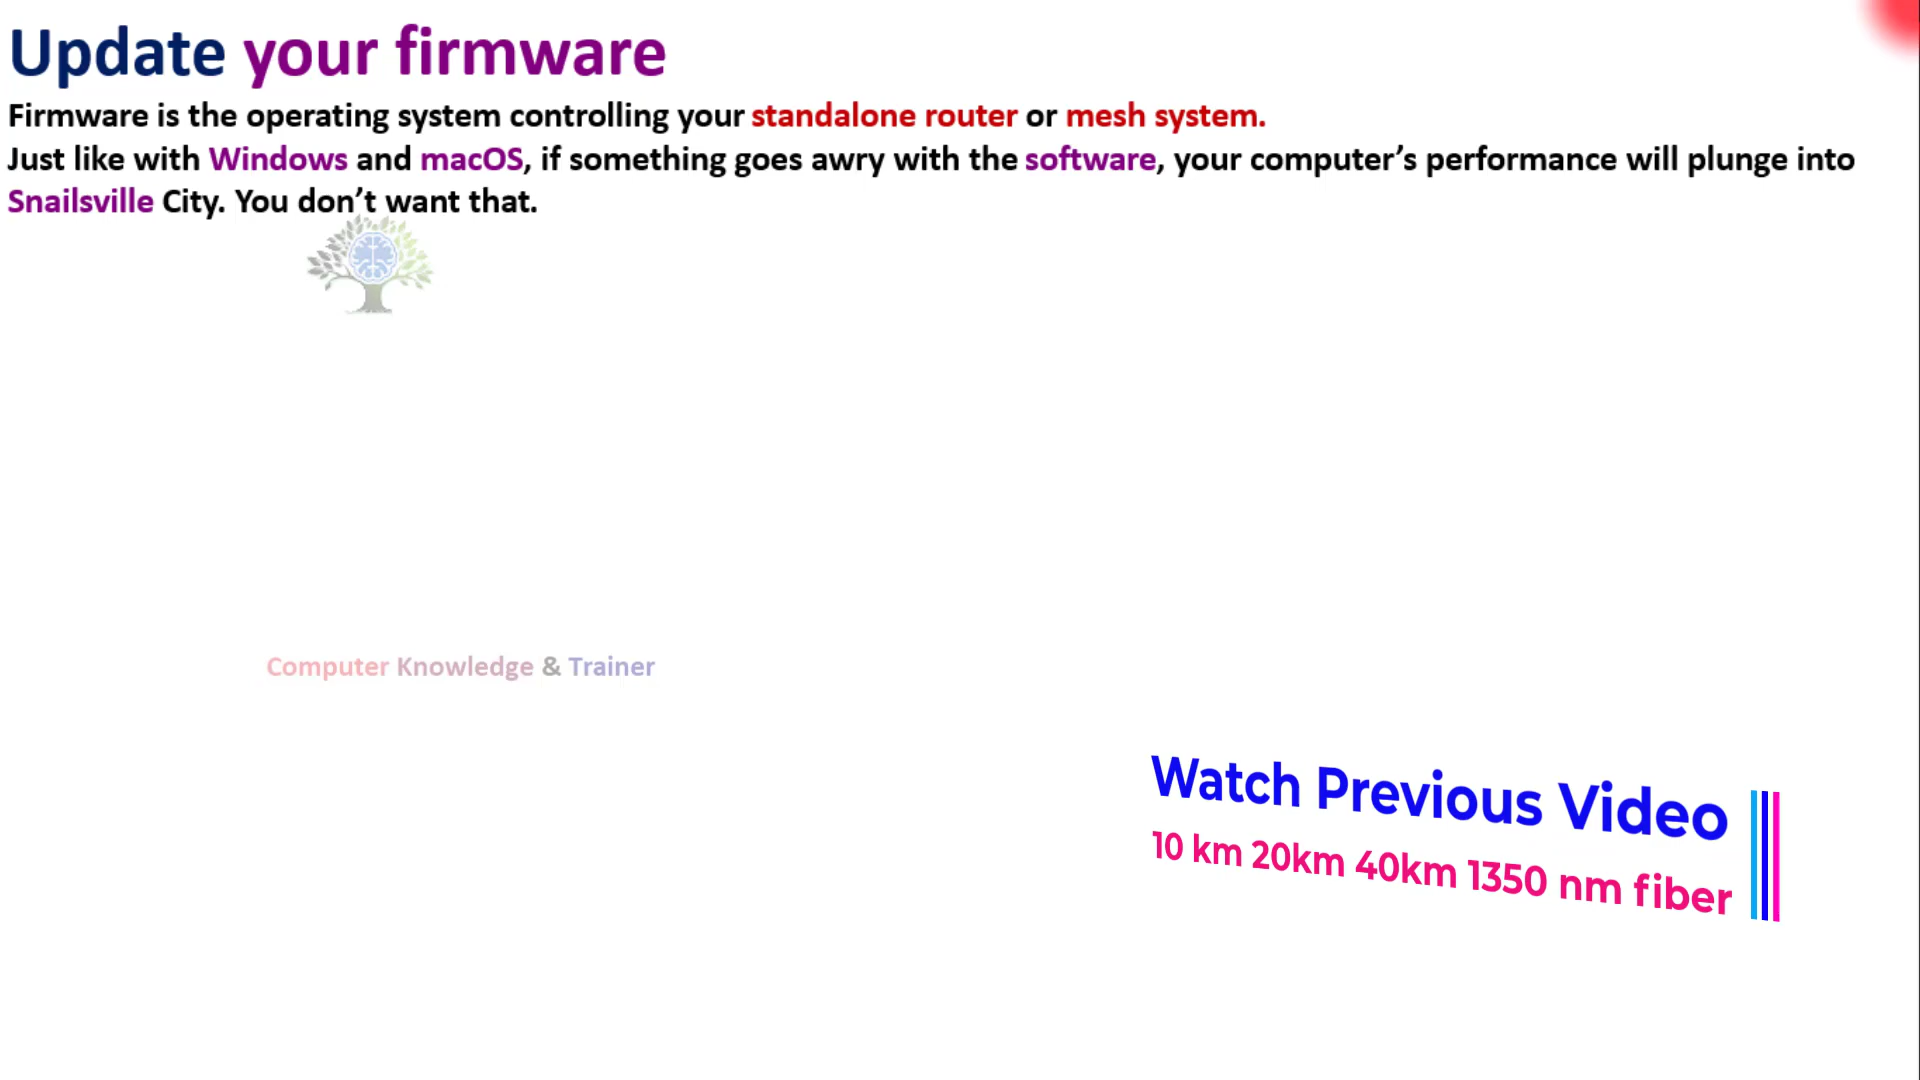 Update your firmware
Firmware is the operating system controlling your standalone router or mesh system.
Just like with Windows and macOS, if something goes awry with the software, your computer’s performance will plunge into
Snailsville City. You don’t want that.
Computer Knowledge & Trainer
Watch Previous Video
10 km 20km 40km 1350 nm fiber